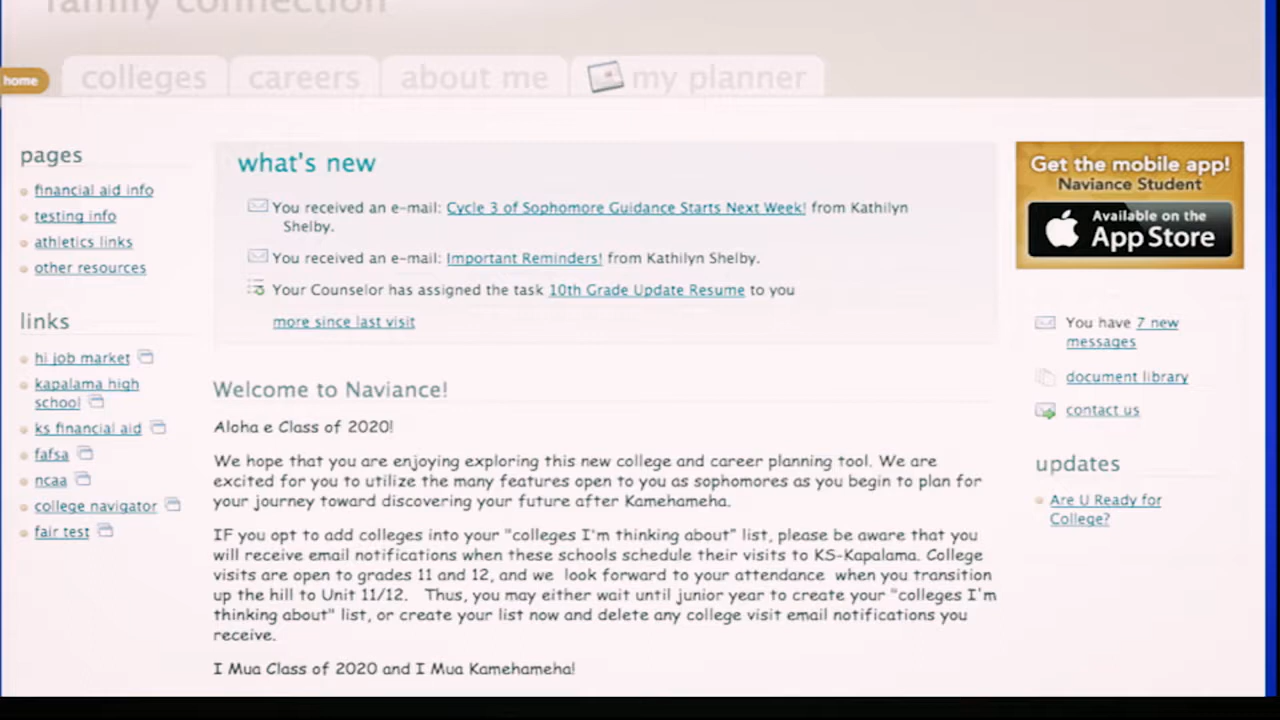 family connection
home
colleges
careers
about me
my planner
pages
financial aid info
testing info
athletics links
other resources
links
hi job market
kapalama high
school
ks financial aid
fafsa
ncaa
college navigator
fair test
what's new
You received an e-mail: Cycle 3 of Sophomore Guidance Starts Next Week! from Kathilyn
Shelby.
You received an e-mail: Important Reminders! from Kathilyn Shelby.
Your Counselor has assigned the task 10th Grade Update Resume to you
more since last visit
Welcome to Naviance!
Aloha e Class of 2020!
We hope that you are enjoying exploring this new college and career planning tool. We are
excited for you to utilize the many features open to you as sophomores as you begin to plan for
your journey toward discovering your future after Kamehameha.
IF you opt to add colleges into your "colleges I'm thinking about" list, please be aware that you
will receive email notifications when these schools schedule their visits to KS-Kapalama. College
visits are open to grades 11 and 12, and we look forward to your attendance when you transition
up the hill to Unit 11/12. Thus, you may either wait until junior year to create your "colleges I'm
thinking about" list, or create your list now and delete any college visit email notifications you
receive.
I Mua Class of 2020 and I Mua Kamehameha!
Get the mobile app!
Naviance Student
Available on the
App Store
You have 7 new
messages
document library
contact us
updates
Are U Ready for
College?